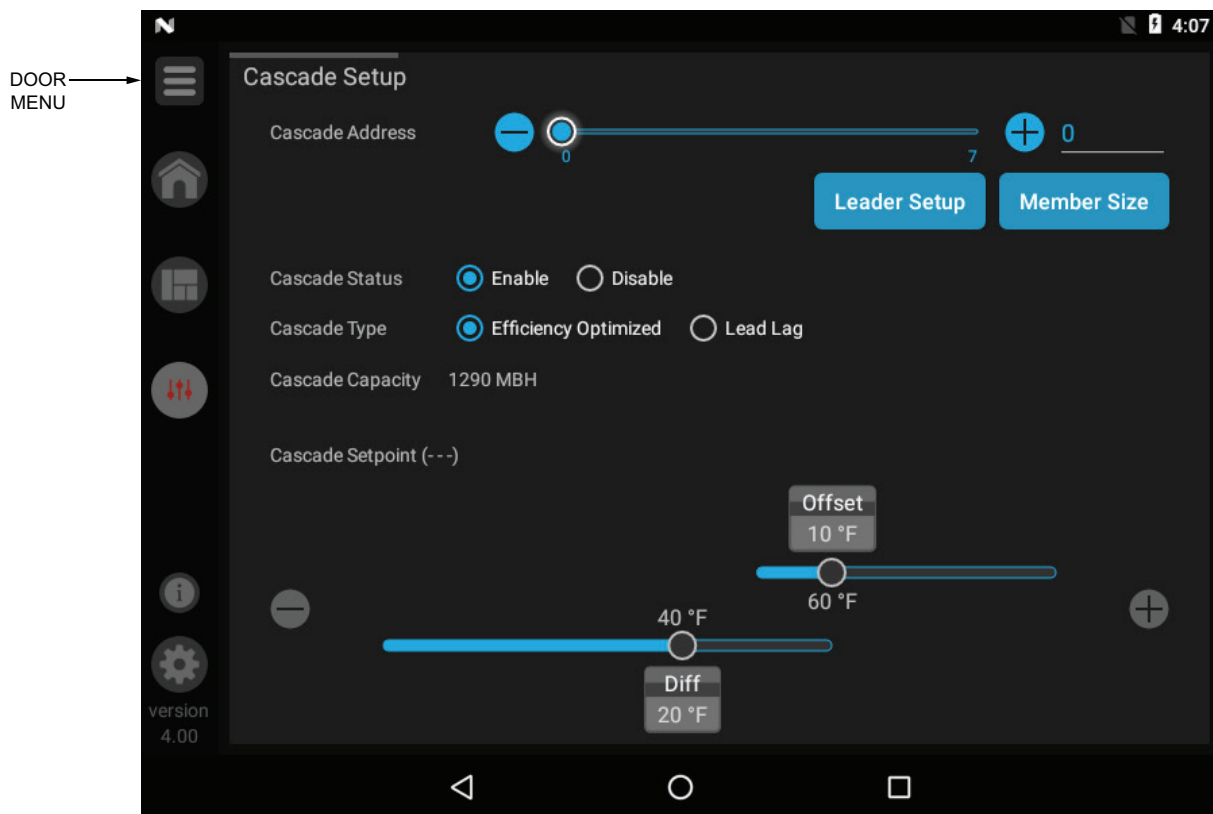 4:07
DOOR
MENU
Cascade Setup
Cascade Address
0
7
0
Leader Setup
Member Size
Cascade Status
Enable
Disable
Cascade Type
Efficiency Optimized
Lead Lag
Cascade Capacity
1290 MBH
Cascade Setpoint (---)
Offset
10 °F
60 °F
40 °F
Diff
20 °F
version
4.00